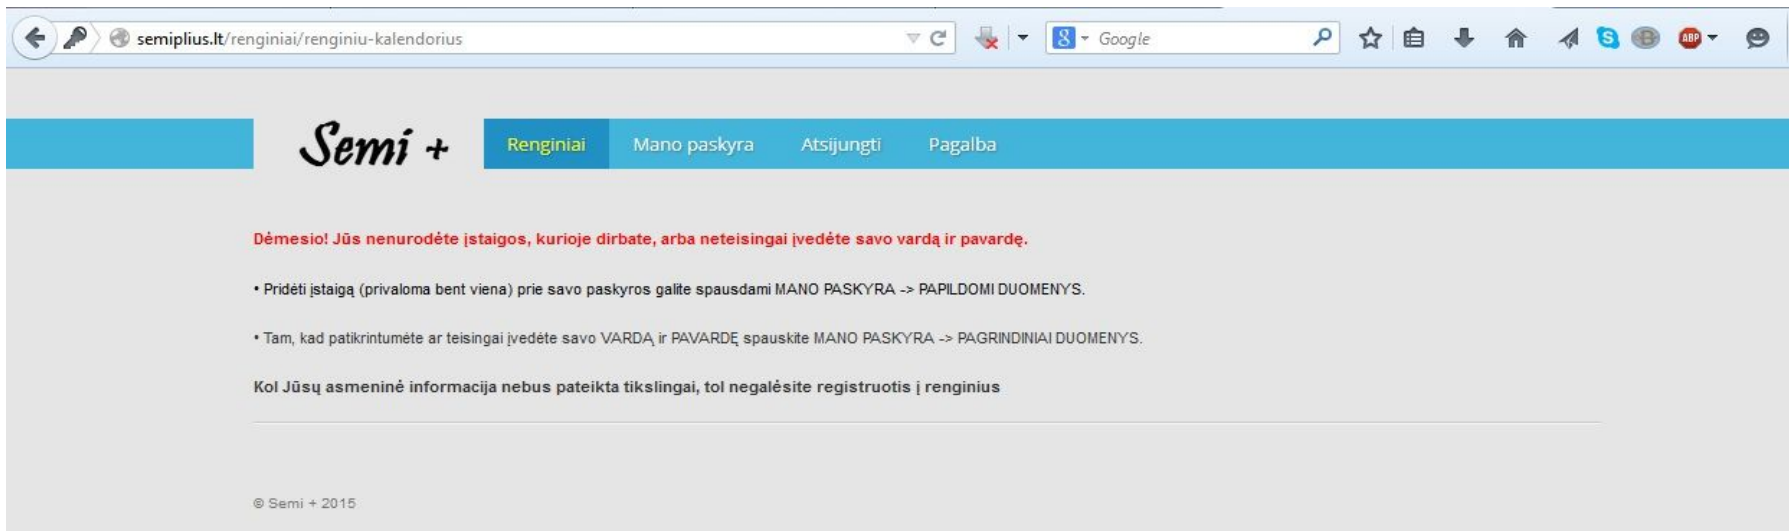 semiplius.lt/renginiai/renginiu-kalendorius
8 Google
S B ABP
Semi + Renginiai Mano paskyra Atsijungti Pagalba
Dėmesio! Jūs nenurodėte įstaigos, kurioje dirbate, arba neteisingai įvedėte savo vardą ir pavardę.
• Pridėti įstaigą (privaloma bent viena) prie savo paskyros galite spausdami MANO PASKYRA -> PAPILDOMI DUOMENYS.
• Tam, kad patikrintumėte ar teisingai įvedėte savo VARDĄ ir PAVARDĘ spauskite MANO PASKYRA -> PAGRINDINIAI DUOMENYS.
Kol Jūsų asmeninė informacija nebus pateikta tikslingai, tol negalėsite registruotis į renginius
© Semi + 2015